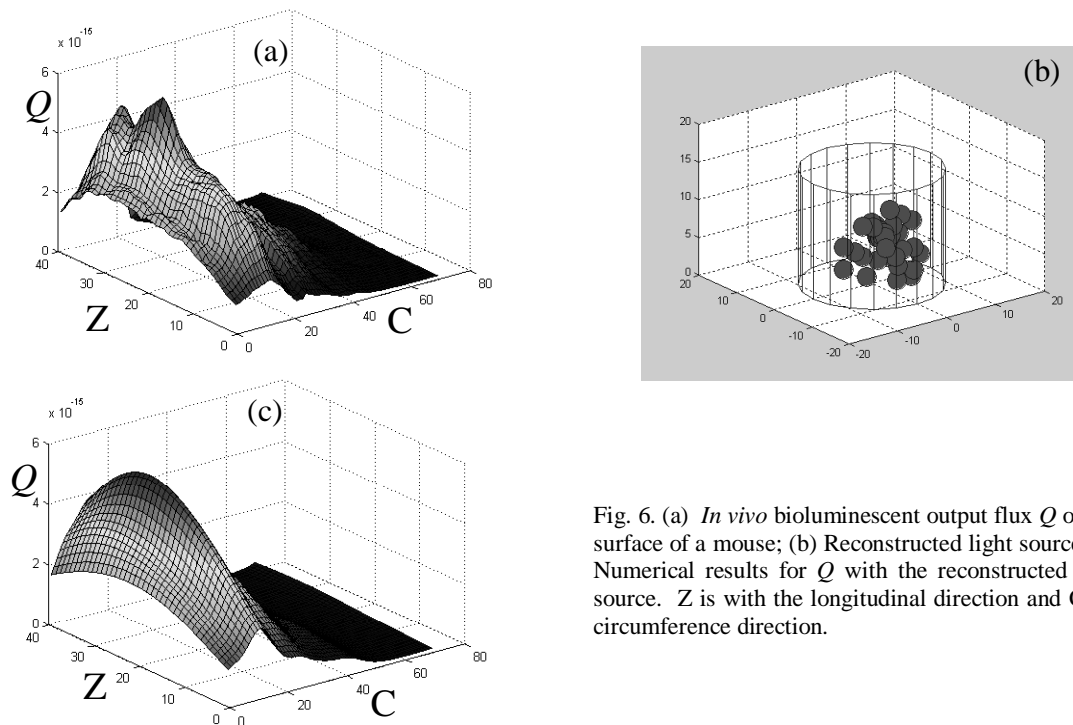 x 10^-15
(a)
6
Q
4
2
0
40
30
Z
20
10
0
0
20
40
C
60
80
(b)
20
15
10
5
0
20
10
0
-10
-20
-20
-10
0
10
20
x 10^-15
(c)
6
Q
4
2
0
40
30
Z
20
10
0
0
20
40
C
60
80
Fig. 6. (a) In vivo bioluminescent output flux Q o
surface of a mouse; (b) Reconstructed light source
Numerical results for Q with the reconstructed
source. Z is with the longitudinal direction and
circumference direction.